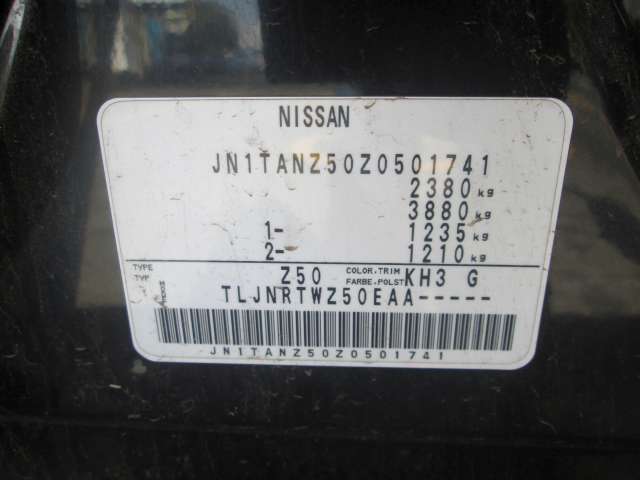 NISSAN
JN1TANZ50Z0501741
2380 kg
3880 kg
1- 1235 kg
2- 1210 kg
TYPE Z50 COLOR.TRIM KH3 G
TYP FARBE.POLST
TLJNRTWZ50EAA-----
JN1TANZ50Z0501741